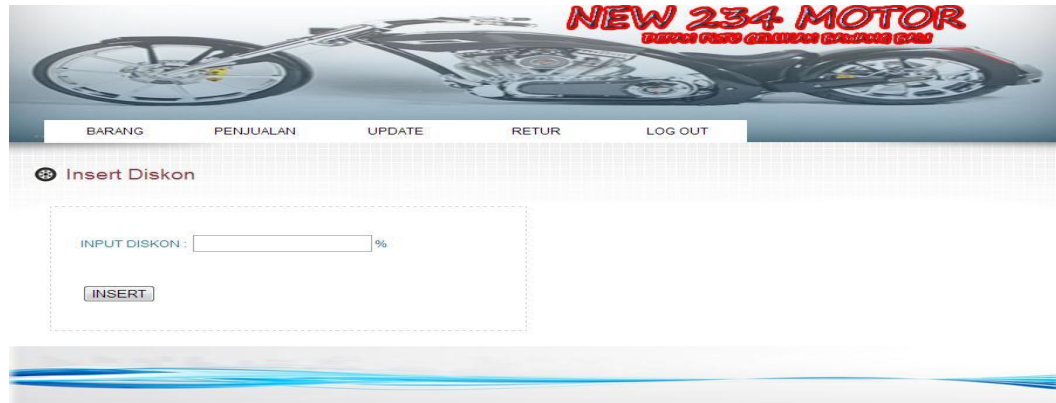 NEW 234 MOTOR
BARANG PENJUALAN UPDATE RETUR LOG OUT
Insert Diskon
INPUT DISKON : %
INSERT